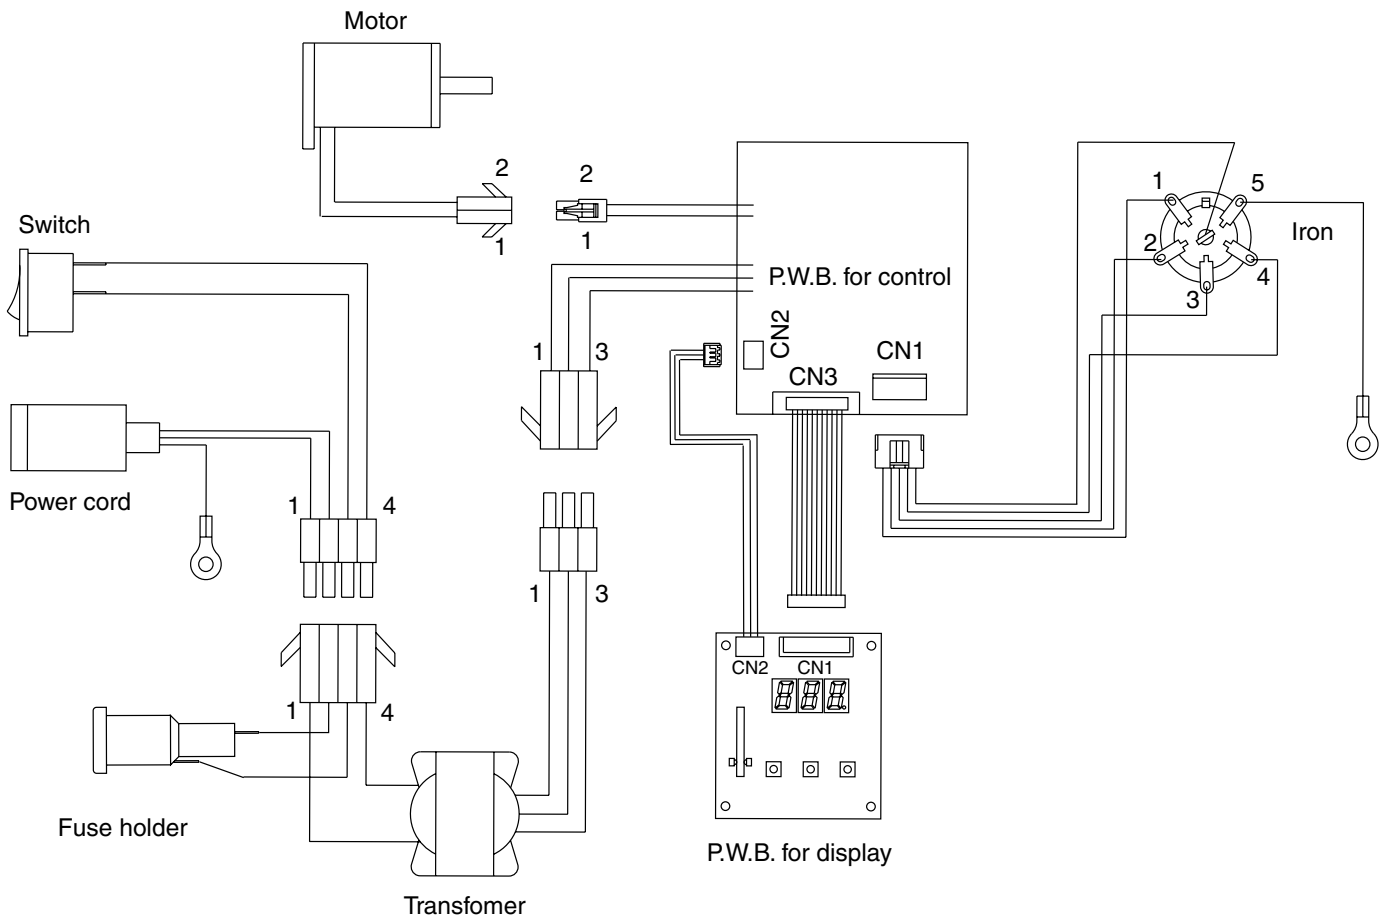 Motor
2
2
1
1
Switch
1
5
Iron
2
4
3
P.W.B. for control
CN2
1
3
CN1
CN3
Power cord
1
4
1
3
CN2
CN1
888.
1
4
Fuse holder
P.W.B. for display
Transfomer